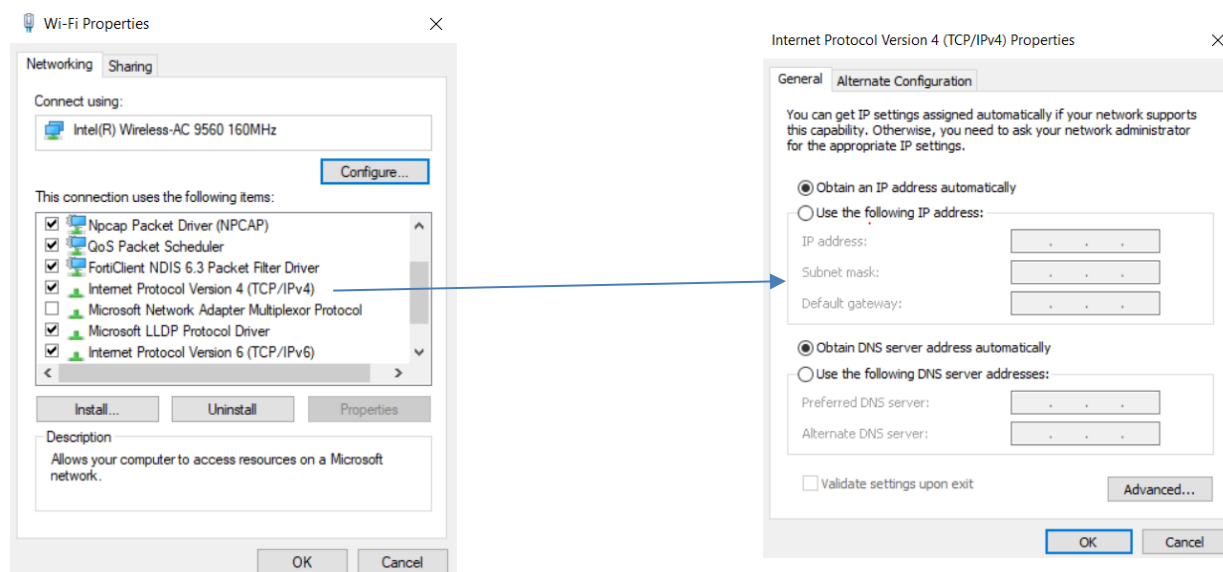 Wi-Fi Properties
Networking
Sharing
Connect using:
Intel(R) Wireless-AC 9560 160MHz
Configure...
This connection uses the following items:
Npcap Packet Driver (NPCAP)
QoS Packet Scheduler
FortiClient NDIS 6.3 Packet Filter Driver
Internet Protocol Version 4 (TCP/IPv4)
Microsoft Network Adapter Multiplexor Protocol
Microsoft LLDP Protocol Driver
Internet Protocol Version 6 (TCP/IPv6)
Install... Uninstall Properties
Description
Allows your computer to access resources on a Microsoft
network.
OK Cancel
Internet Protocol Version 4 (TCP/IPv4) Properties
General Alternate Configuration
You can get IP settings assigned automatically if your network supports
this capability. Otherwise, you need to ask your network administrator
for the appropriate IP settings.
Obtain an IP address automatically
Use the following IP address:
IP address:
Subnet mask:
Default gateway:
Obtain DNS server address automatically
Use the following DNS server addresses:
Preferred DNS server:
Alternate DNS server:
Validate settings upon exit
Advanced...
OK Cancel